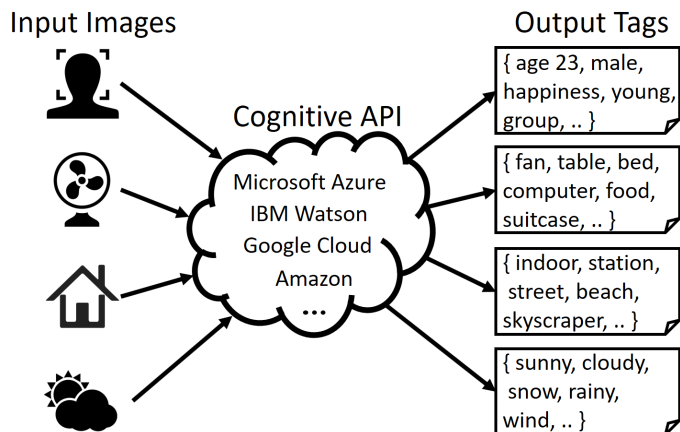 Input Images
Output Tags
Cognitive API
Microsoft Azure
IBM Watson
Google Cloud
Amazon
...
{ age 23, male,
happiness, young,
group, .. }
{ fan, table, bed,
computer, food,
suitcase, .. }
{ indoor, station,
street, beach,
skyscraper, .. }
{ sunny, cloudy,
snow, rainy,
wind, .. }